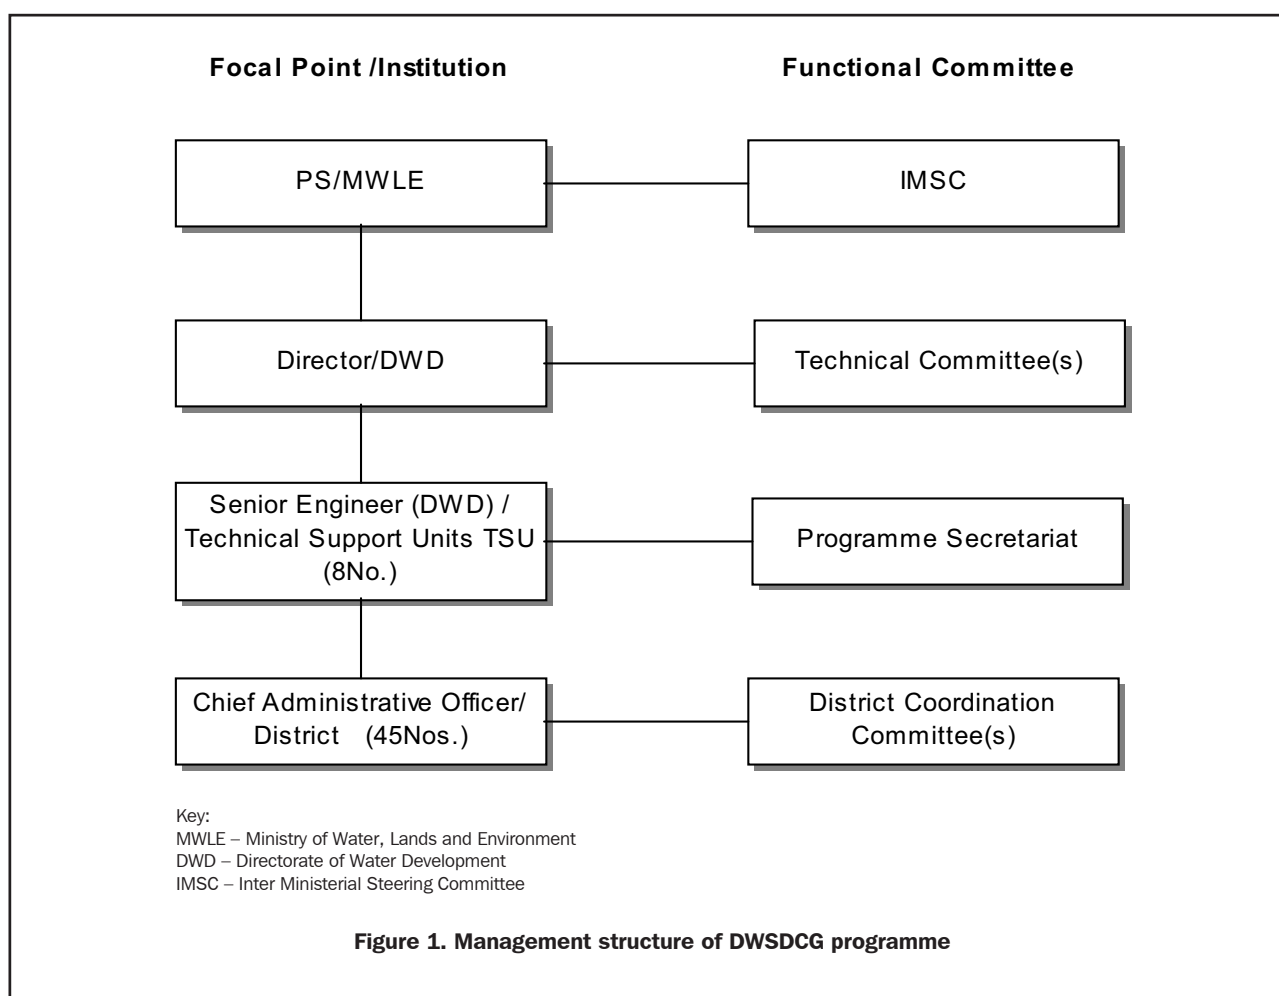 Focal Point /Institution
Functional Committee
PS/MWLE
IMSC
Director/DWD
Technical Committee(s)
Senior Engineer (DWD) /
Technical Support Units TSU
(8No.)
Programme Secretariat
Chief Administrative Officer/
District (45Nos.)
District Coordination
Committee(s)
Key:
MWLE – Ministry of Water, Lands and Environment
DWD – Directorate of Water Development
IMSC – Inter Ministerial Steering Committee
Figure 1. Management structure of DWSDCG programme